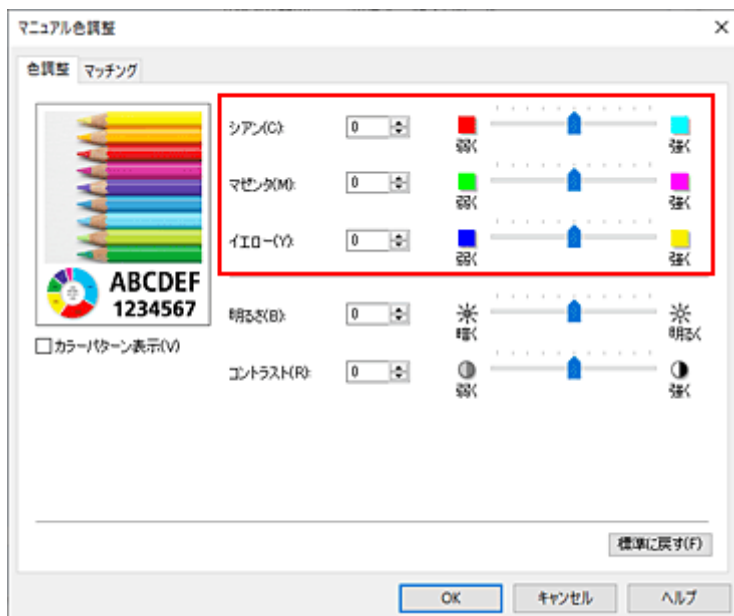 マニュアル色調整
色調整 マッチング
シアン(C): 0 弱く 強く
マゼンタ(M): 0 弱く 強く
イエロー(Y): 0 弱く 強く
ABCDEF
1234567
明るさ(B): 0 暗く 明るく
カラーパターン表示(V)
コントラスト(R): 0 弱く 強く
標準に戻す(F)
OK キャンセル ヘルプ